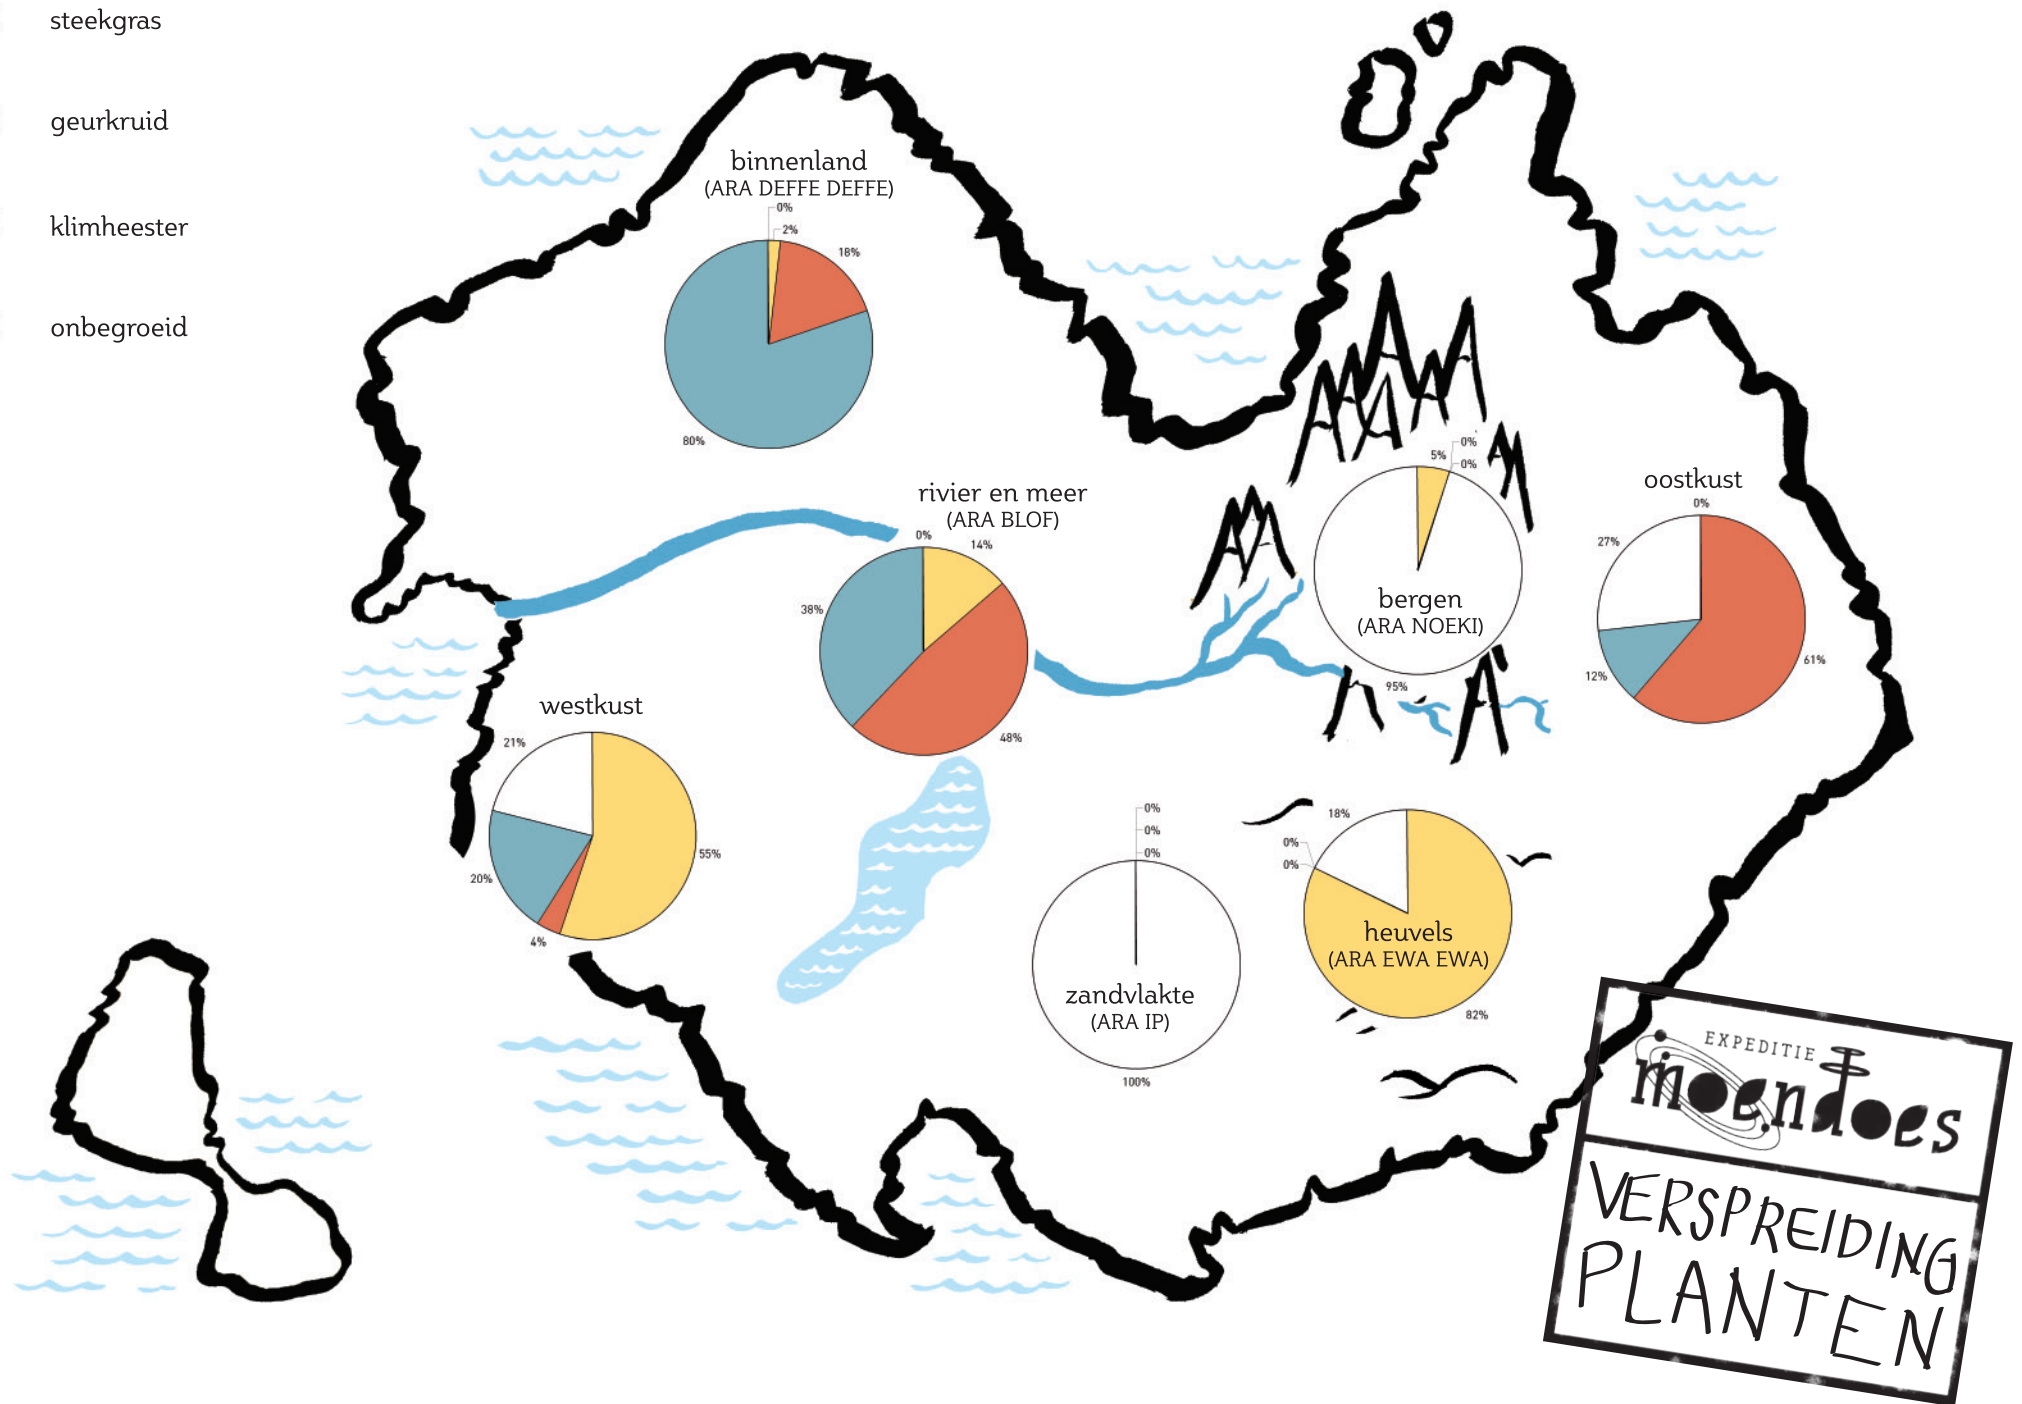 steekgras
geurkruid
klimheester
onbegroeid
binnenland
(ARA DEFFE DEFFE)
0%
2%
18%
80%
rivier en meer
(ARA BLOF)
0%
14%
38%
48%
0%
5%
0%
bergen
(ARA NOEKI)
95%
oostkust
0%
27%
61%
12%
westkust
21%
55%
20%
4%
0%
0%
0%
zandvlakte
(ARA IP)
100%
18%
0%
0%
heuvels
(ARA EWA EWA)
82%
EXPEDITIE
moendoes
VERSPREIDING
PLANTEN